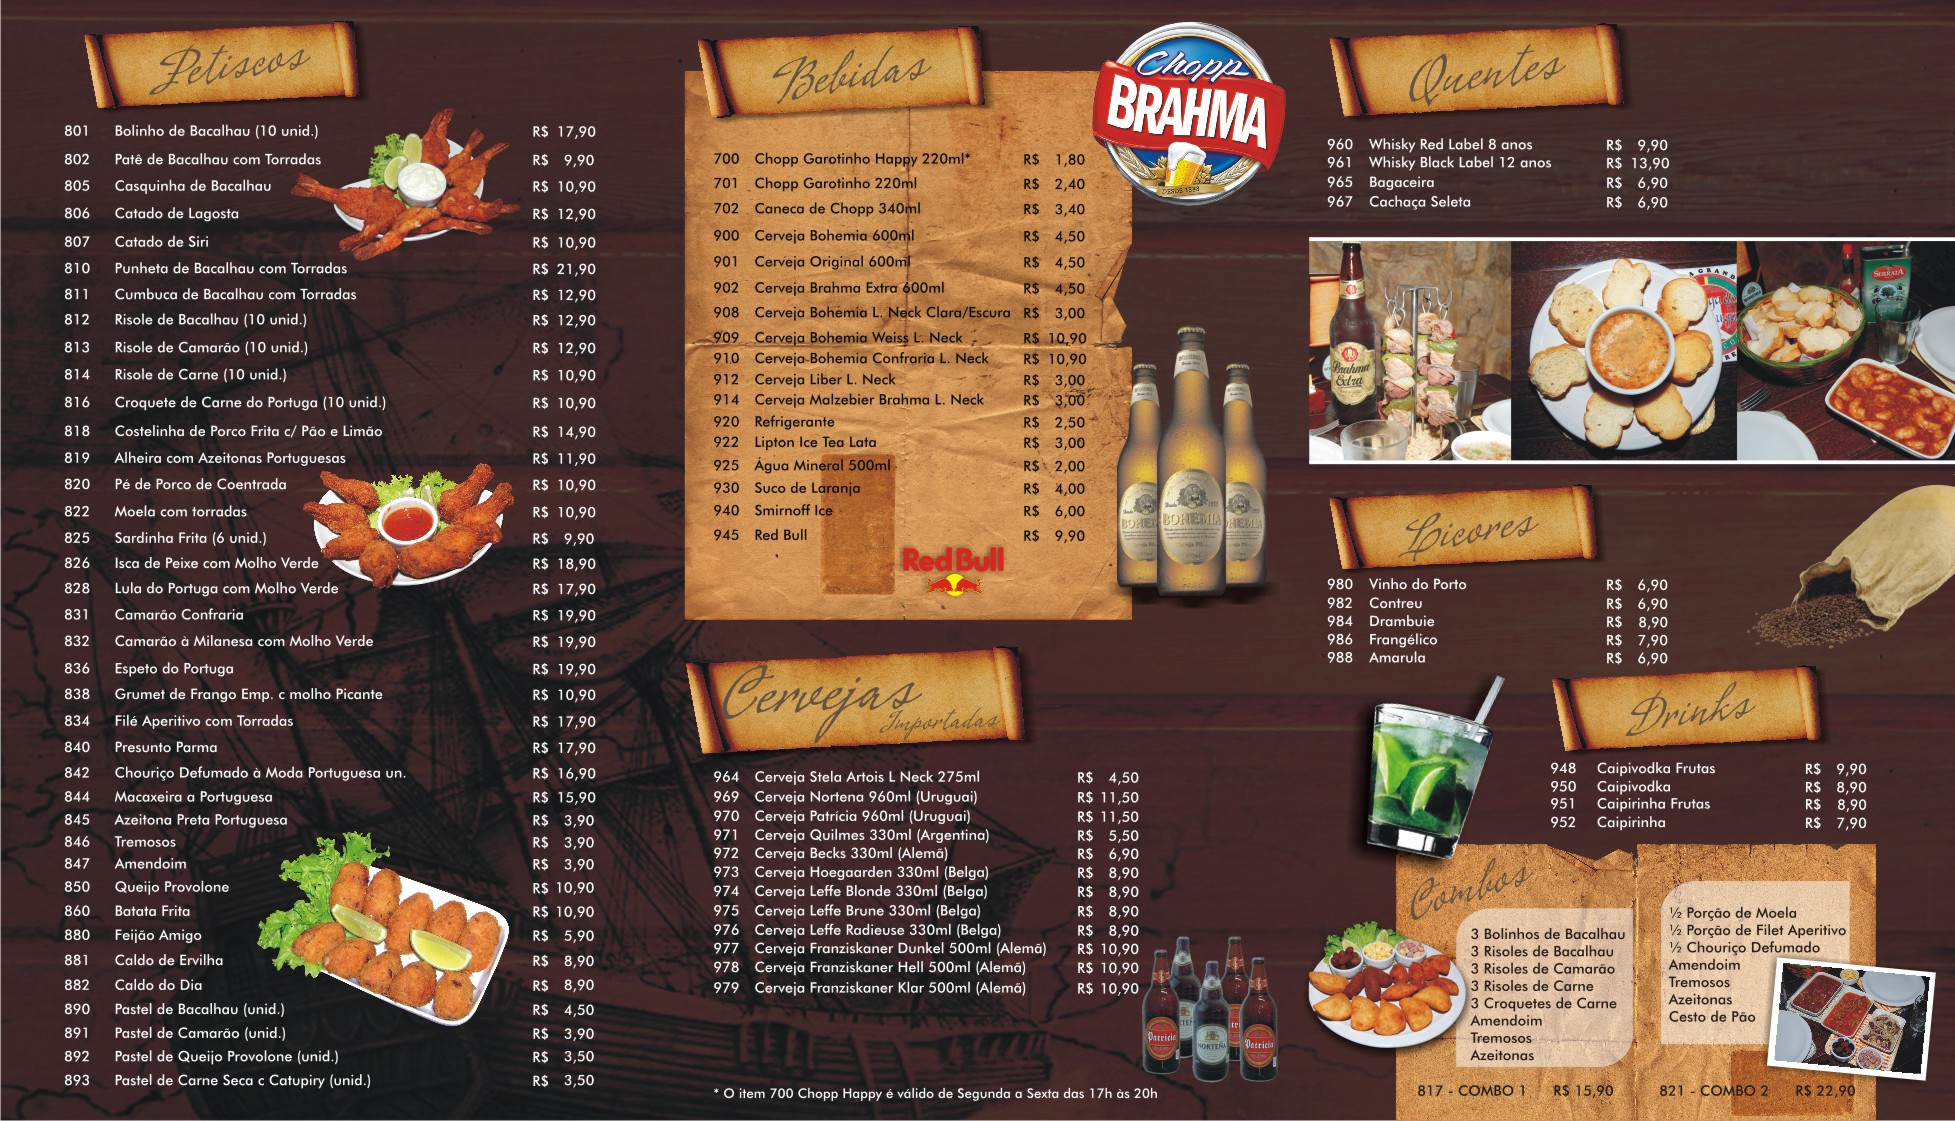 Petiscos
801 Bolinho de Bacalhau (10 unid.) R$ 17,90
802 Patê de Bacalhau com Torradas R$ 9,90
805 Casquinha de Bacalhau R$ 10,90
806 Catado de Lagosta R$ 12,90
807 Catado de Siri R$ 10,90
810 Punheta de Bacalhau com Torradas R$ 21,90
811 Cumbuca de Bacalhau com Torradas R$ 12,90
812 Risole de Bacalhau (10 unid.) R$ 12,90
813 Risole de Camarão (10 unid.) R$ 12,90
814 Risole de Carne (10 unid.) R$ 10,90
816 Croquete de Carne do Portuga (10 unid.) R$ 10,90
818 Costelinha de Porco Frita c/ Pão e Limão R$ 14,90
819 Alheira com Azeitonas Portuguesas R$ 11,90
820 Pé de Porco de Coentrada R$ 10,90
822 Moela com torradas R$ 10,90
825 Sardinha Frita (6 unid.) R$ 9,90
826 Isca de Peixe com Molho Verde R$ 18,90
828 Lula do Portuga com Molho Verde R$ 17,90
831 Camarão Confraria R$ 19,90
832 Camarão à Milanesa com Molho Verde R$ 19,90
836 Espeto do Portuga R$ 19,90
838 Grumet de Frango Emp. c molho Picante R$ 10,90
834 Filé Aperitivo com Torradas R$ 17,90
840 Presunto Parma R$ 17,90
842 Chouriço Defumado à Moda Portuguesa un. R$ 16,90
844 Macaxeira a Portuguesa R$ 15,90
845 Azeitona Preta Portuguesa R$ 3,90
846 Tremosos R$ 3,90
847 Amendoim R$ 3,90
850 Queijo Provolone R$ 10,90
860 Batata Frita R$ 10,90
880 Feijão Amigo R$ 5,90
881 Caldo de Ervilha R$ 8,90
882 Caldo do Dia R$ 8,90
890 Pastel de Bacalhau (unid.) R$ 4,50
891 Pastel de Camarão (unid.) R$ 3,90
892 Pastel de Queijo Provolone (unid.) R$ 3,50
893 Pastel de Carne Seca c Catupiry (unid.) R$ 3,50
Bebidas
Chopp
BRAHMA
DESDE 1888
700 Chopp Garotinho Happy 220ml* R$ 1,80
701 Chopp Garotinho 220ml R$ 2,40
702 Caneca de Chopp 340ml R$ 3,40
900 Cerveja Bohemia 600ml R$ 4,50
901 Cerveja Original 600ml R$ 4,50
902 Cerveja Brahma Extra 600ml R$ 4,50
908 Cerveja Bohemia L. Neck Clara/Escura R$ 3,00
909 Cerveja Bohemia Weiss L. Neck R$ 10,90
910 Cerveja Bohemia Confraria L. Neck R$ 10,90
912 Cerveja Liber L. Neck R$ 3,00
914 Cerveja Malzebier Brahma L. Neck R$ 3,00
920 Refrigerante R$ 2,50
922 Lipton Ice Tea Lata R$ 3,00
925 Água Mineral 500ml R$ 2,00
930 Suco de Laranja R$ 4,00
940 Smirnoff Ice R$ 6,00
945 Red Bull R$ 9,90
Red Bull
BOHEMIA
Cervejas
Importadas
964 Cerveja Stela Artois L Neck 275ml R$ 4,50
969 Cerveja Nortena 960ml (Uruguai) R$ 11,50
970 Cerveja Patrícia 960ml (Uruguai) R$ 11,50
971 Cerveja Quilmes 330ml (Argentina) R$ 5,50
972 Cerveja Becks 330ml (Alemã) R$ 6,90
973 Cerveja Hoegaarden 330ml (Belga) R$ 8,90
974 Cerveja Leffe Blonde 330ml (Belga) R$ 8,90
975 Cerveja Leffe Brune 330ml (Belga) R$ 8,90
976 Cerveja Leffe Radieuse 330ml (Belga) R$ 8,90
977 Cerveja Franziskaner Dunkel 500ml (Alemã) R$ 10,90
978 Cerveja Franziskaner Hell 500ml (Alemã) R$ 10,90
979 Cerveja Franziskaner Klar 500ml (Alemã) R$ 10,90
Patricia
NORTEÑA
Patricia
* O item 700 Chopp Happy é válido de Segunda a Sexta das 17h às 20h
Quentes
960 Whisky Red Label 8 anos R$ 9,90
961 Whisky Black Label 12 anos R$ 13,90
965 Bagaceira R$ 6,90
967 Cachaça Seleta R$ 6,90
Brahma
Extra
SERRATA
Licores
980 Vinho do Porto R$ 6,90
982 Contreu R$ 6,90
984 Drambuie R$ 8,90
986 Frangélico R$ 7,90
988 Amarula R$ 6,90
Drinks
948 Caipivodka Frutas R$ 9,90
950 Caipivodka R$ 8,90
951 Caipirinha Frutas R$ 8,90
952 Caipirinha R$ 7,90
Combos
3 Bolinhos de Bacalhau
3 Risoles de Bacalhau
3 Risoles de Camarão
3 Risoles de Carne
3 Croquetes de Carne
Amendoim
Tremosos
Azeitonas
817 - COMBO 1 R$ 15,90
½ Porção de Moela
½ Porção de Filet Aperitivo
½ Chouriço Defumado
Amendoim
Tremosos
Azeitonas
Cesto de Pão
821 - COMBO 2 R$ 22,90